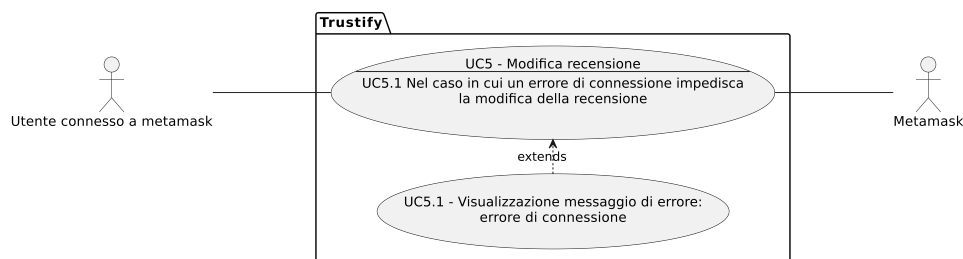 Trustify
UC5 - Modifica recensione
UC5.1 Nel caso in cui un errore di connessione impedisca
la modifica della recensione
Utente connesso a metamask
Metamask
extends
UC5.1 - Visualizzazione messaggio di errore:
errore di connessione